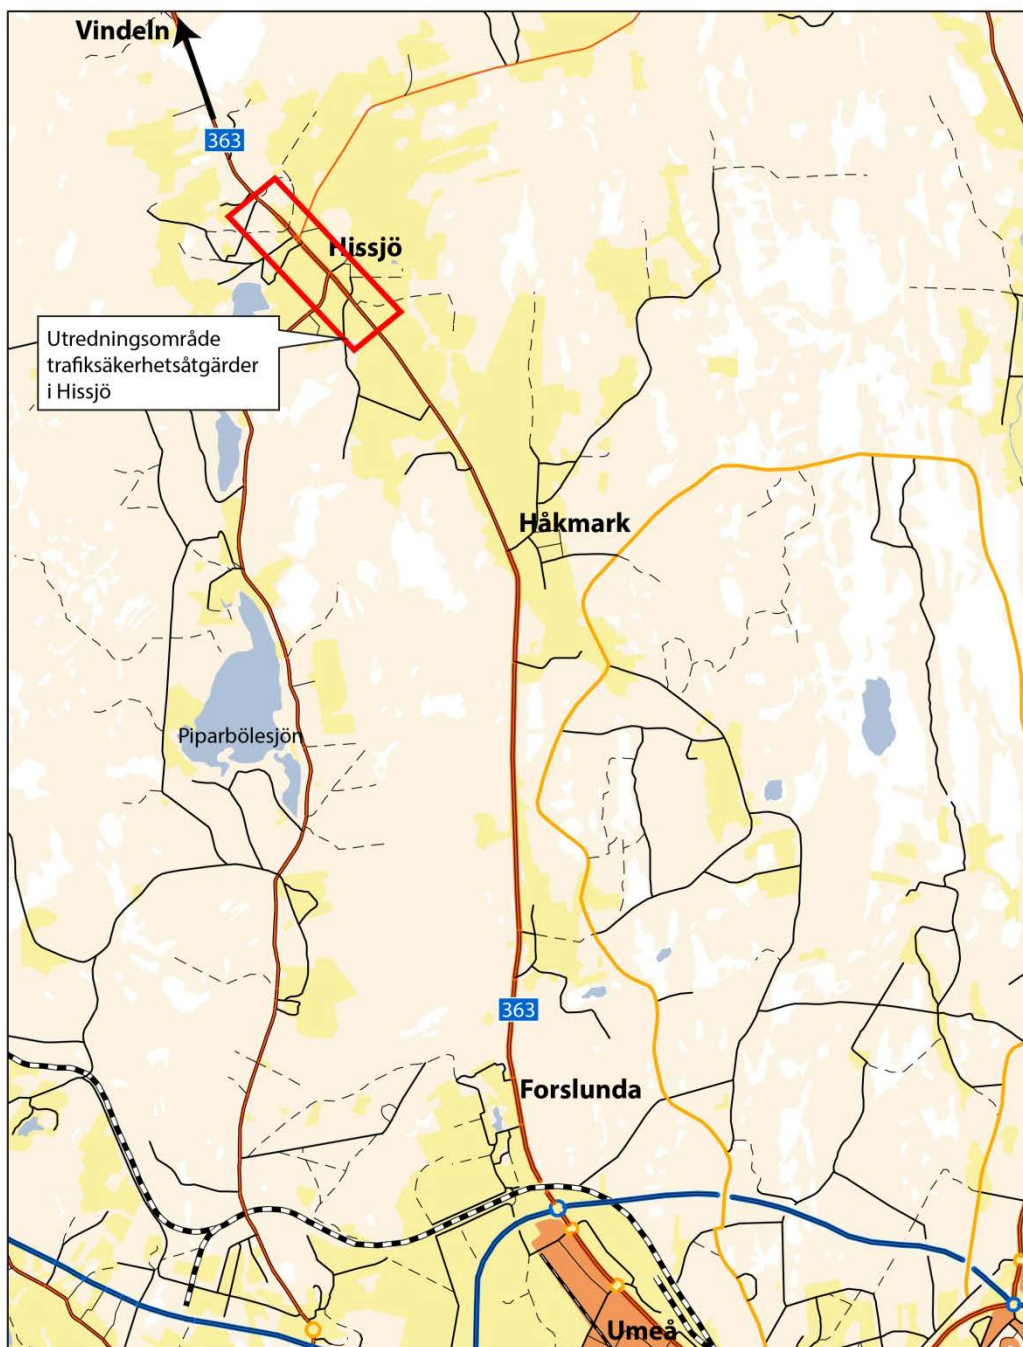 Vindeln
363
Hissjö
Utredningsområde
trafiksäkerhetsåtgärder
i Hissjö
Håkmark
Piparbölesjön
363
Forslunda
Umeå